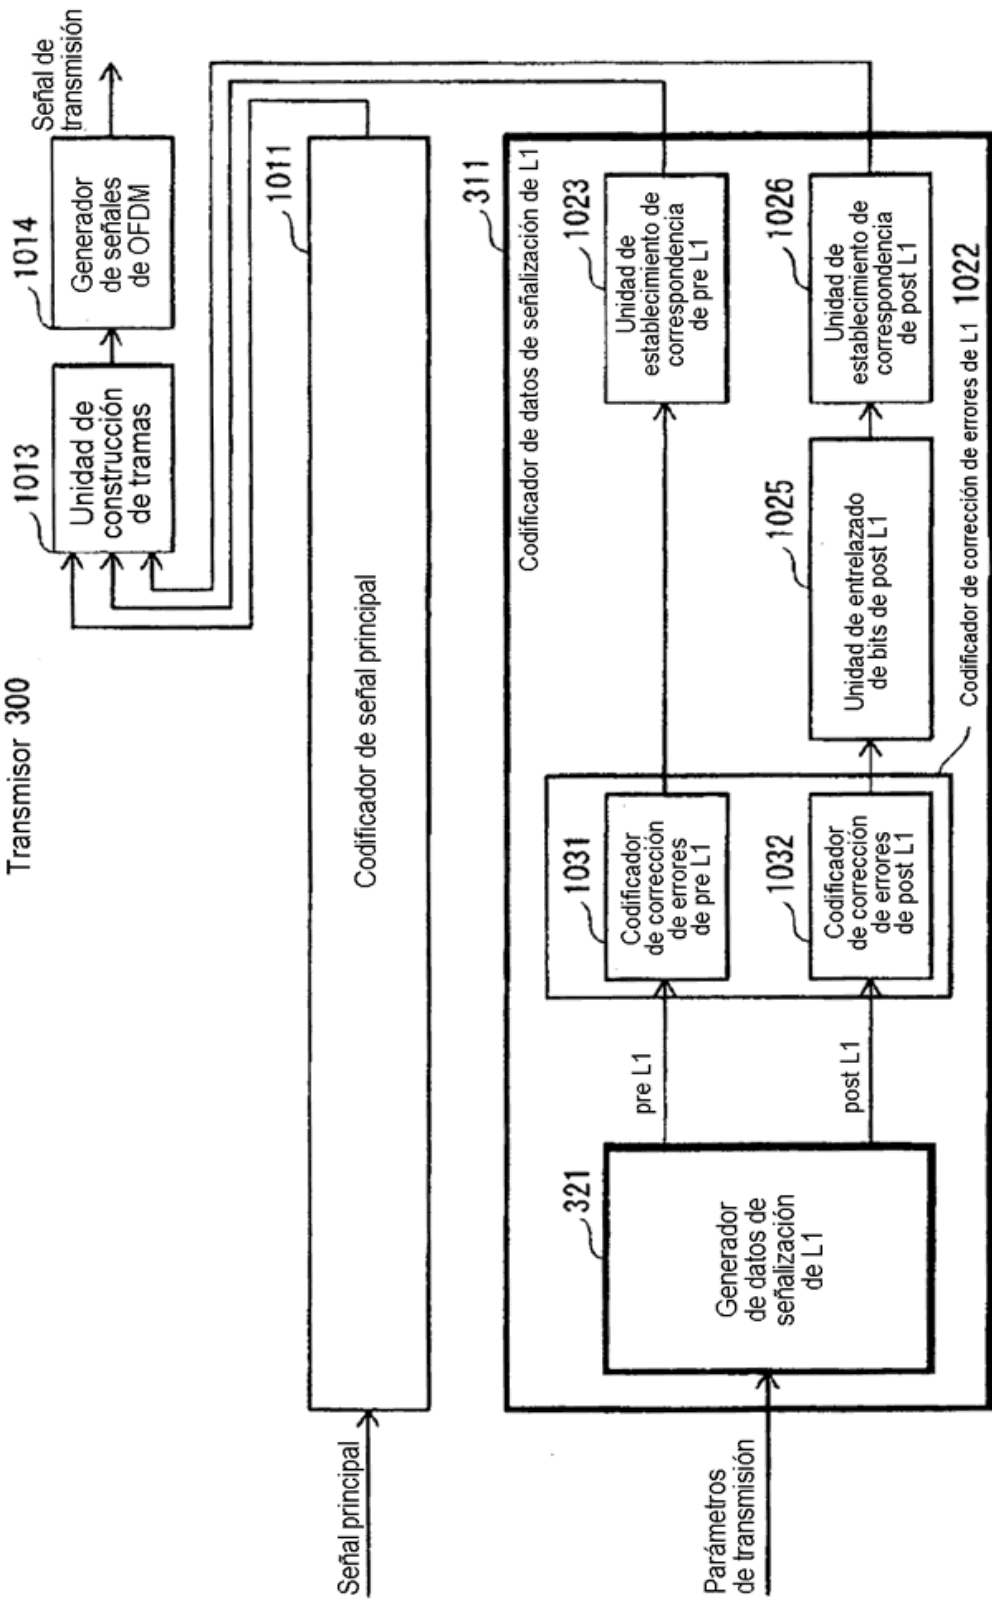 Transmisor 300
Señal principal
Codificador de señal principal
1011
1013
Unidad de
construcción
de tramas
1014
Generador
de señales
de OFDM
Señal de
transmisión
Parámetros
de transmisión
311
Codificador de datos de señalización de L1
321
Generador
de datos de
señalización
de L1
pre L1
post L1
1031
Codificador
de corrección
de errores
de pre L1
1032
Codificador
de corrección
de errores
de post L1
1023
Unidad de
establecimiento de
correspondencia
de pre L1
1025
Unidad de entrelazado
de bits de post L1
1026
Unidad de
establecimiento de
correspondencia
de post L1
Codificador de corrección de errores de L1 1022